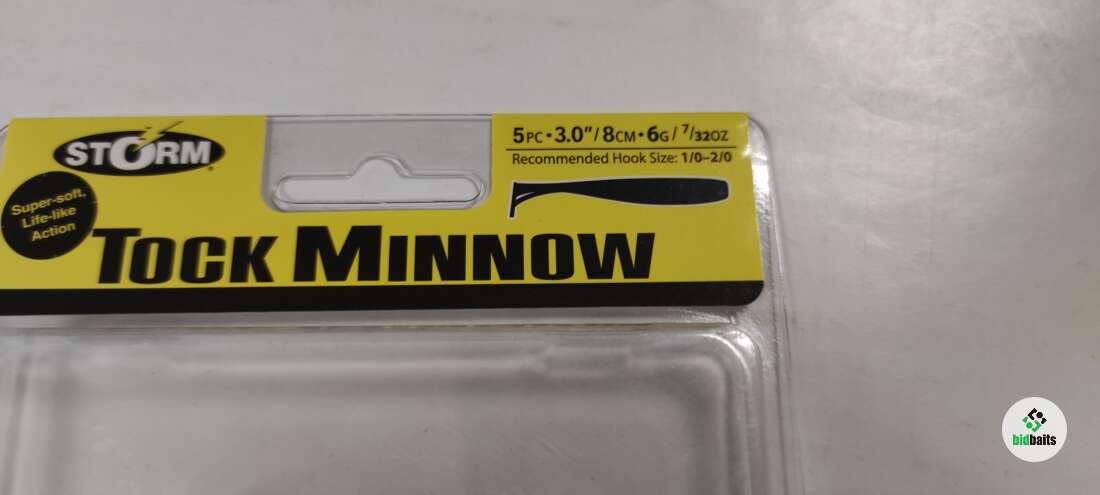 STORM
5PC•3.0"/8CM•6G/7/32OZ
Recommended Hook Size: 1/0–2/0
Super-soft,
Life-like
Action
TOCK MINNOW
bidbaits